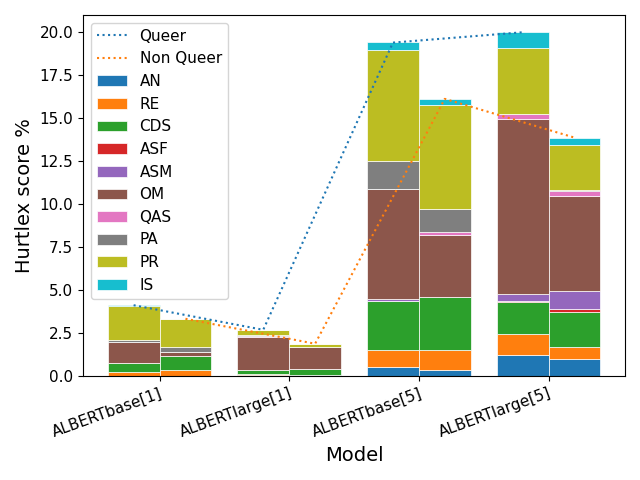 Queer
Non Queer
AN
RE
CDS
ASF
ASM
OM
QAS
PA
PR
IS
Hurtlex score %
20.0
17.5
15.0
12.5
10.0
7.5
5.0
2.5
0.0
ALBERTbase[1]
ALBERTlarge[1]
ALBERTbase[5]
ALBERTlarge[5]
Model